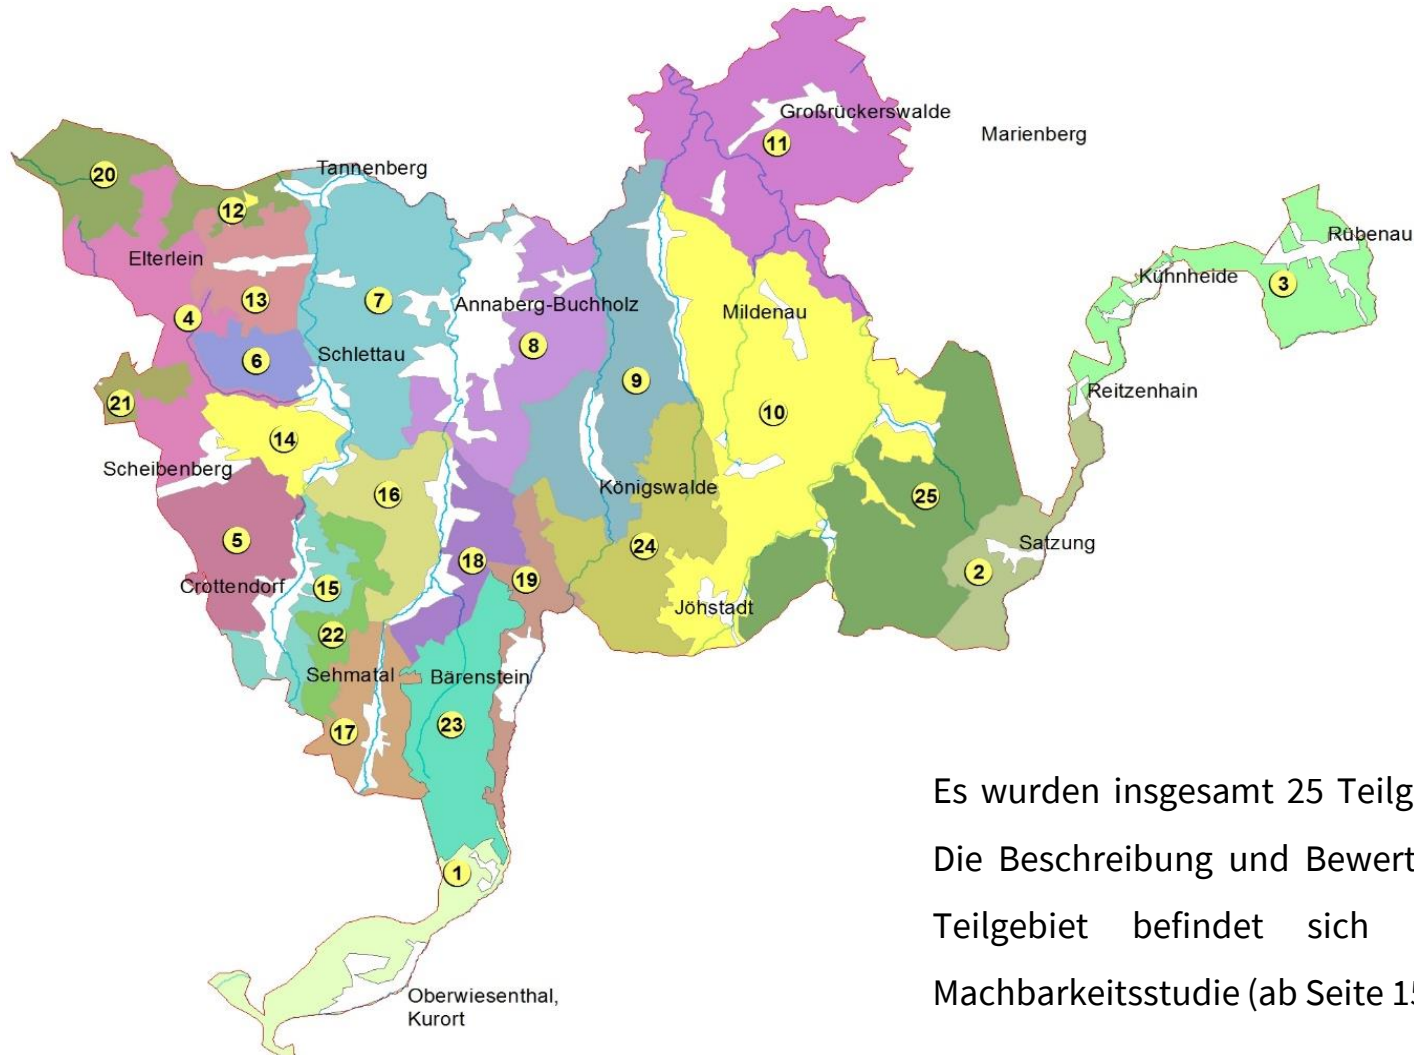 Großrückerswalde
Marienberg
11
Tannenberg
20
12
Rübenau
Elterlein
Kühnheide
3
13
7
Annaberg-Buchholz
Mildenau
4
8
6
Schlettau
9
Reitzenhain
21
10
14
Scheibenberg
16
Königswalde
25
5
24
Satzung
18
2
19
Crottendorf
15
Jöhstadt
22
Sehmatal
Bärenstein
23
17
1
Oberwiesenthal,
Kurort
Es wurden insgesamt 25 Teilg
Die Beschreibung und Bewert
Teilgebiet befindet sich
Machbarkeitsstudie (ab Seite 15